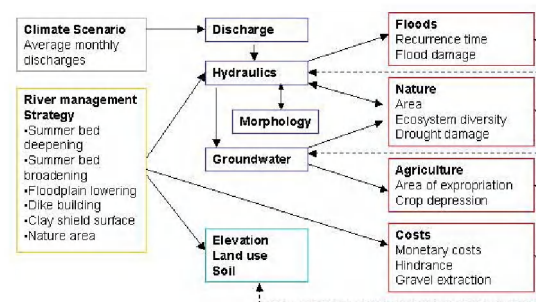 Climate Scenario
Average monthly
discharges
River management
Strategy
•Summer bed
deepening
•Summer bed
broadening
•Floodplain lowering
•Dike building
•Clay shield surface
•Nature area
Discharge
Hydraulics
Morphology
Groundwater
Elevation
Land use
Soil
Floods
Recurrence time
Flood damage
Nature
Area
Ecosystem diversity
Drought damage
Agriculture
Area of expropriation
Crop depression
Costs
Monetary costs
Hindrance
Gravel extraction